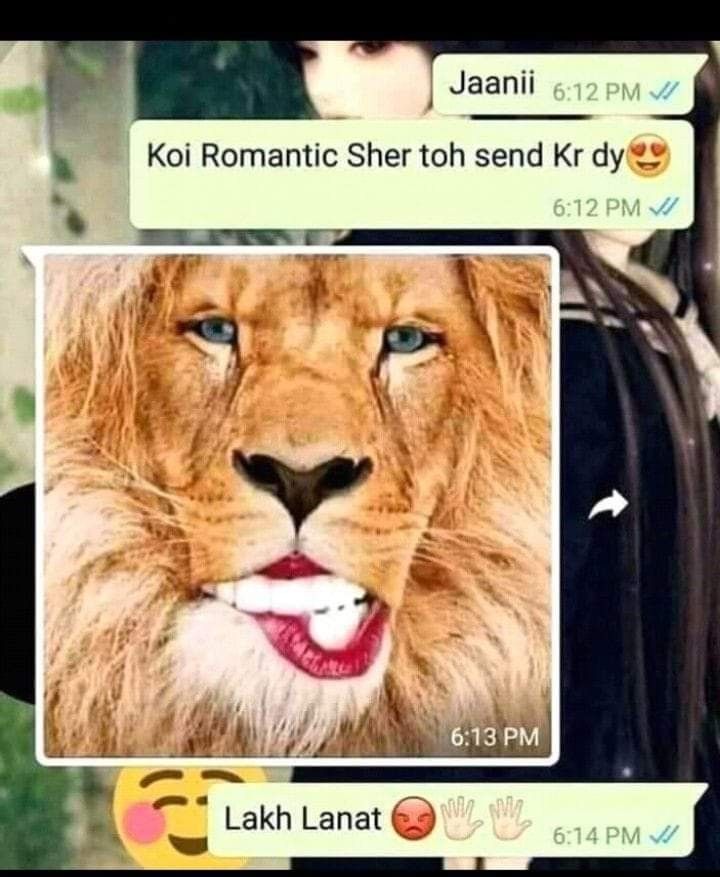 Jaanii 6:12 PM
Koi Romantic Sher toh send Kr dy😍
6:12 PM
6:13 PM
Lakh Lanat 😡🖐🏻🖐🏻 6:14 PM